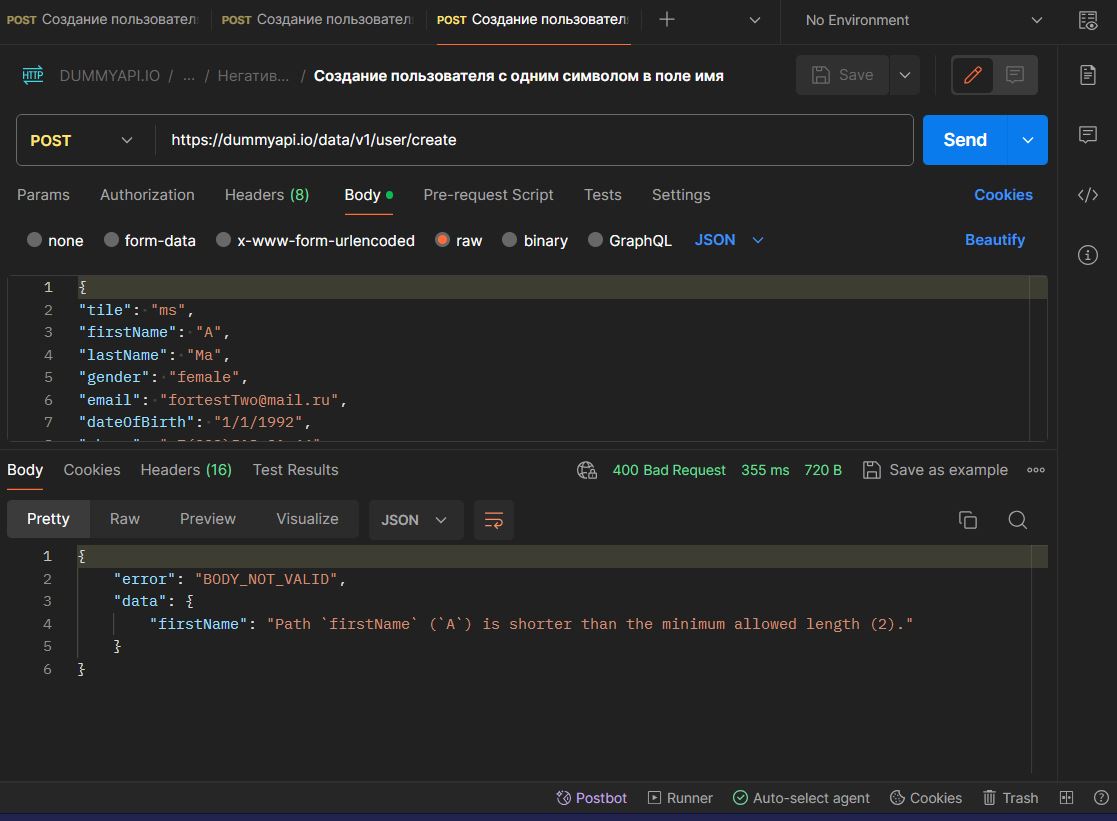 POST Создание пользовател
POST Создание пользовател
POST Создание пользовател
No Environment
HTTP
DUMMYAPI.IO / ... / Негатив... / Создание пользователя с одним символом в поле имя
Save
POST
https://dummyapi.io/data/v1/user/create
Send
Params Authorization Headers (8) Body Pre-request Script Tests Settings Cookies
none form-data x-www-form-urlencoded raw binary GraphQL JSON Beautify
1 {
2 "tile": "ms",
3 "firstName": "A",
4 "lastName": "Ma",
5 "gender": "female",
6 "email": "fortestTwo@mail.ru",
7 "dateOfBirth": "1/1/1992",
Body Cookies Headers (16) Test Results 400 Bad Request 355 ms 720 B Save as example
Pretty Raw Preview Visualize JSON
1 {
2 "error": "BODY_NOT_VALID",
3 "data": {
4 "firstName": "Path `firstName` (`A`) is shorter than the minimum allowed length (2)."
5 }
6 }
Postbot Runner Auto-select agent Cookies Trash